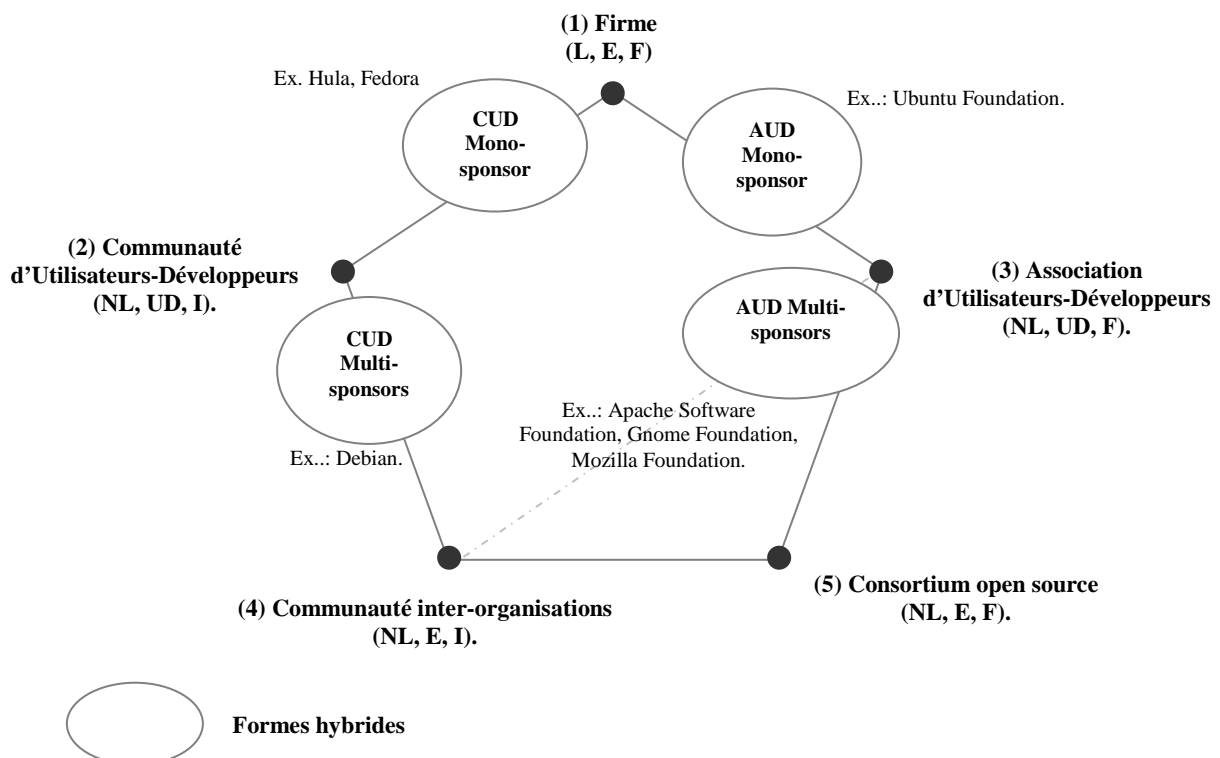 (1) Firme
(L, E, F)
Ex. Hula, Fedora
CUD
Mono-
sponsor
Ex..: Ubuntu Foundation.
AUD
Mono-
sponsor
(2) Communauté
d'Utilisateurs-Développeurs
(NL, UD, I).
(3) Association
d'Utilisateurs-Développeurs
(NL, UD, F).
AUD Multi-
sponsors
CUD
Multi-
sponsors
Ex..: Debian.
Ex..: Apache Software
Foundation, Gnome Foundation,
Mozilla Foundation.
(4) Communauté inter-organisations
(NL, E, I).
(5) Consortium open source
(NL, E, F).
Formes hybrides